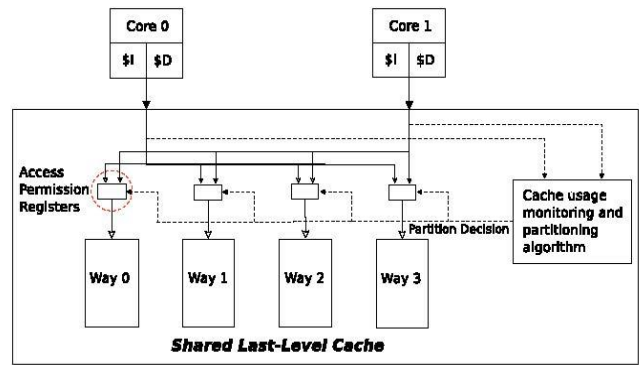 Core 0
Core 1
$I $D
$I $D
Access
Permission
Registers
Cache usage
monitoring and
partitioning
algorithm
Partition Decision
Way 0
Way 1
Way 2
Way 3
Shared Last-Level Cache